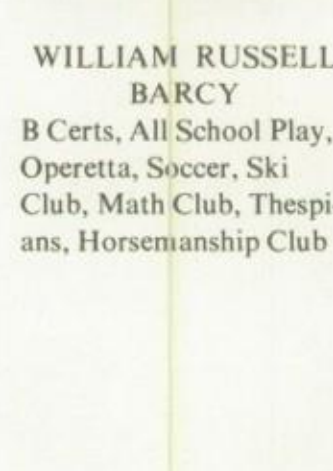 WILLIAM RUSSELL
BARCY
B Certs, All School Play,
Operetta, Soccer, Ski
Club, Math Club, Thespi
ans, Horsemanship Club